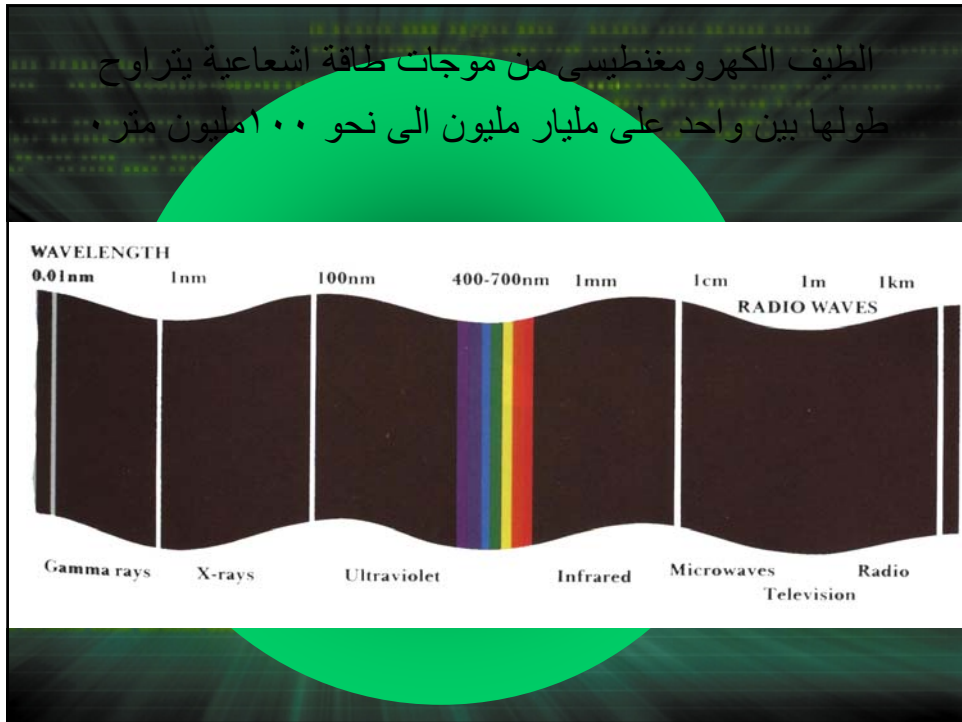 الطيف الكهرومغنطيسى من موجات طاقة اشعاعية يتراوح
طولها بين واحد على مليار مليون الى نحو ١٠٠مليون متر٠
WAVELENGTH
0.01nm 1nm 100nm 400-700nm 1mm 1cm 1m 1km
RADIO WAVES
Gamma rays X-rays Ultraviolet Infrared Microwaves Radio
Television